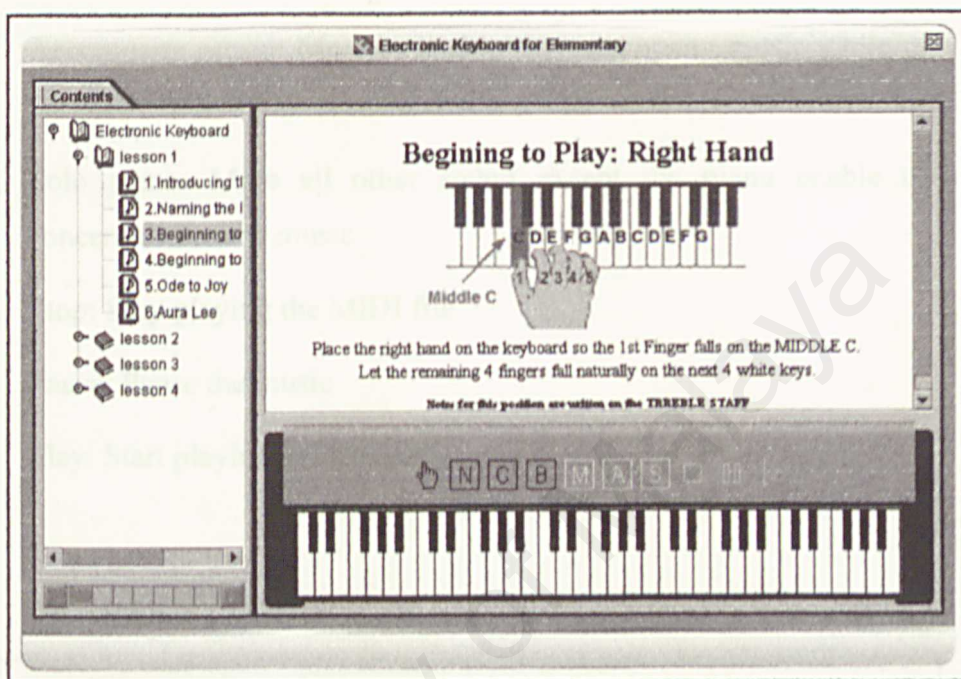 Electronic Keyboard for Elementary
Contents
Electronic Keyboard
lesson 1
1.Introducing
2.Naming the
3.Beginning to
4.Beginning to
5.Ode to Joy
6.Aura Lee
lesson 2
lesson 3
lesson 4
Begining to Play: Right Hand
C D E F G A B C D E F G
1 2 3 4 5
Middle C
Place the right hand on the keyboard so the 1st Finger falls on the MIDDLE C.
Let the remaining 4 fingers fall naturally on the next 4 white keys.
Notes for this position are written on the TRREBLE STAFF
N C B M A S